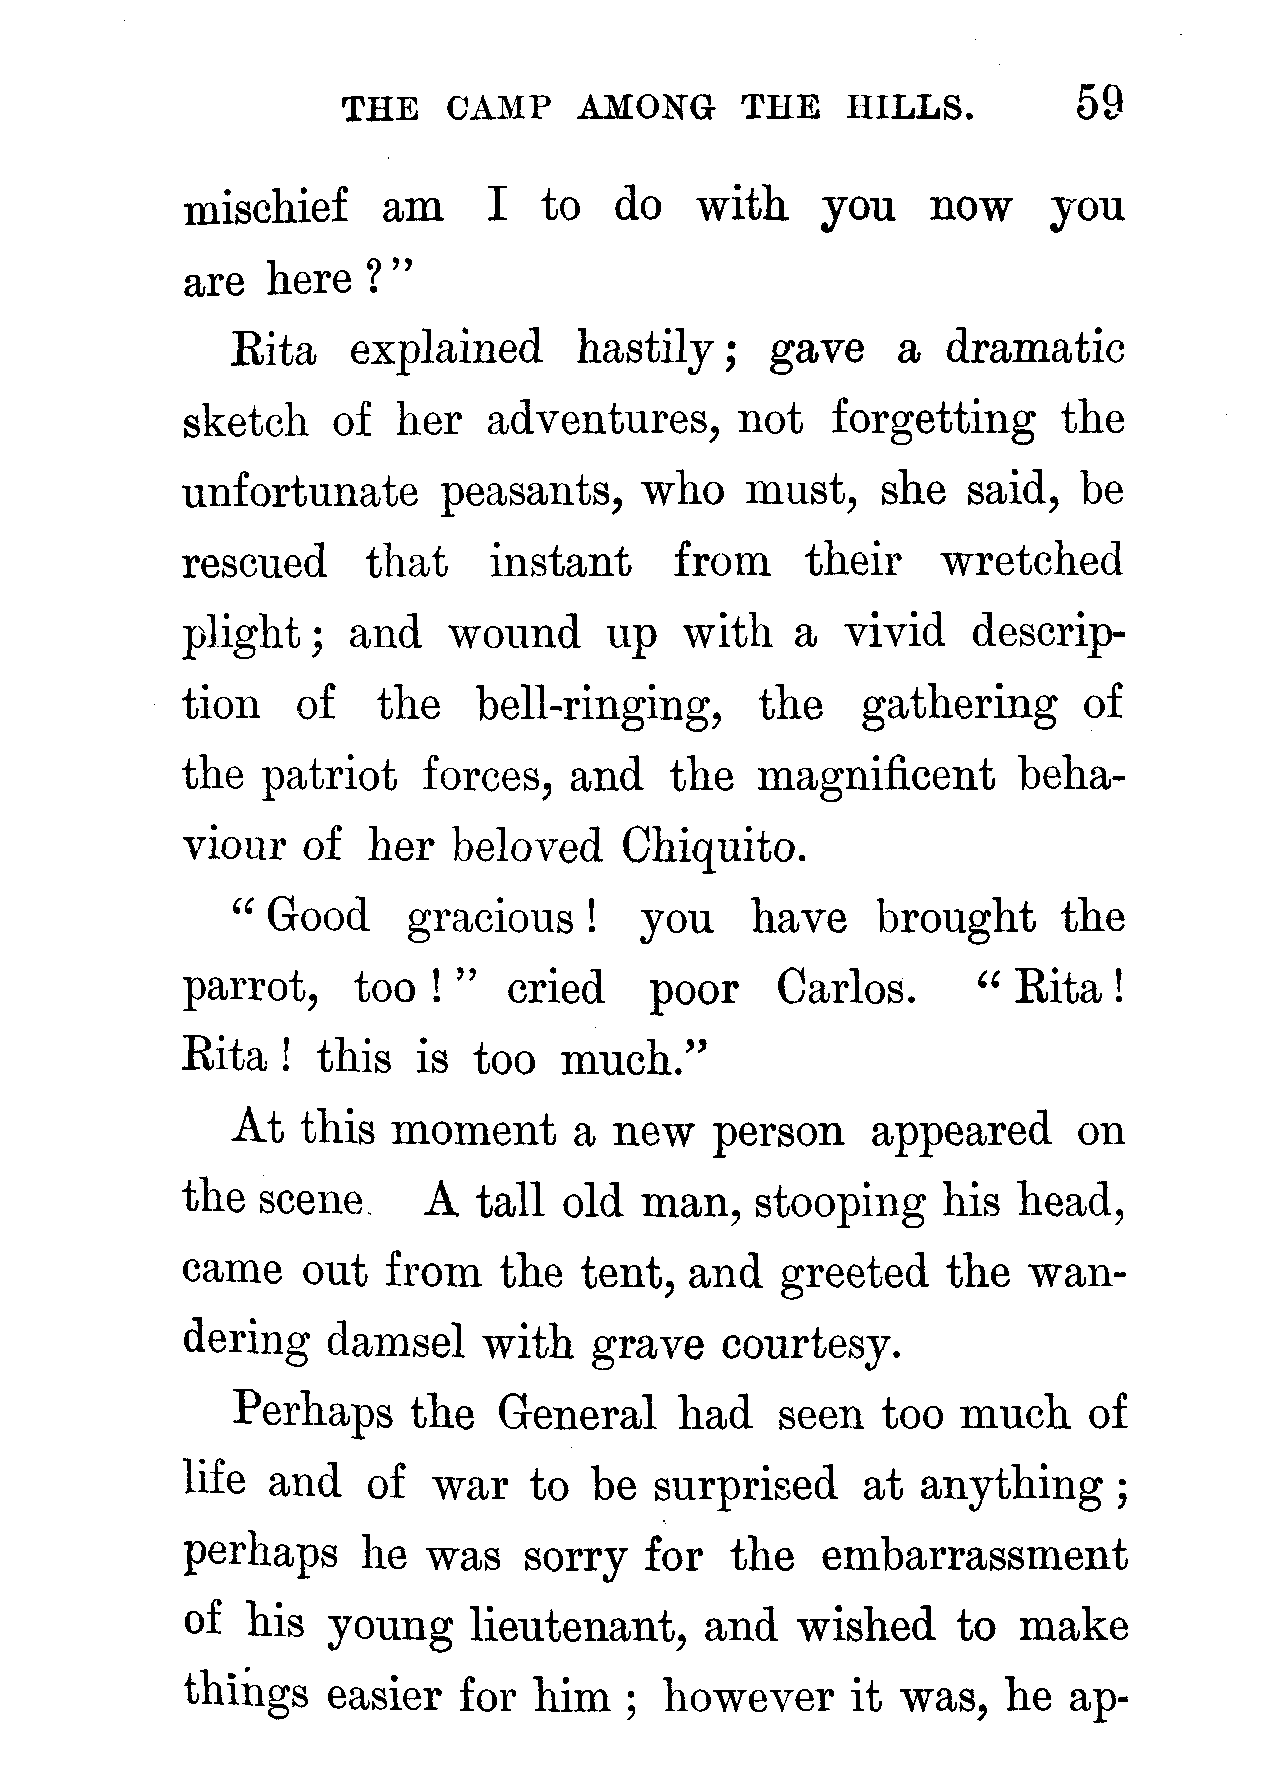 THE CAMP AMONG THE HILLS. 59
mischief am I to do with you now you
are here ? "
Rita explained hastily ; gave a dramatic
sketch of her adventures, not forgetting the
unfortunate peasants, who must, she said, be
rescued that instant from their wretched
plight ; and wound up with a vivid descrip-
tion of the bell-ringing, the gathering of
the patriot forces, and the magnificent beha-
viour of her beloved Chiquito.
" Good gracious ! you have brought the
parrot, too ! " cried poor Carlos. " Rita !
Rita ! this is too much."
At this moment a new person appeared on
the scene. A tall old man, stooping his head,
came out from the tent, and greeted the wan-
dering damsel with grave courtesy.
Perhaps the General had seen too much of
life and of war to be surprised at anything ;
perhaps he was sorry for the embarrassment
of his young lieutenant, and wished to make
things easier for him ; however it was, he ap-